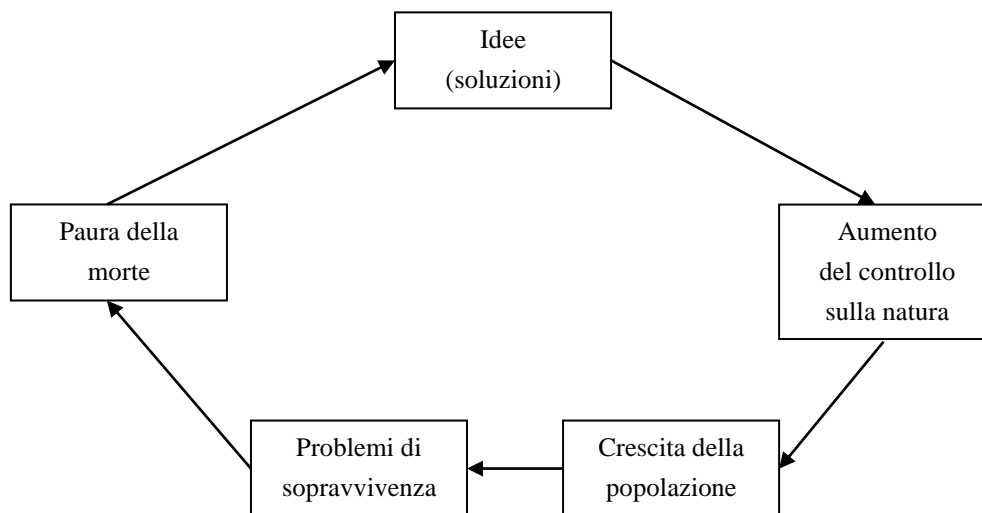 Idee
(soluzioni)
Paura della
morte
Aumento
del controllo
sulla natura
Problemi di
sopravvivenza
Crescita della
popolazione